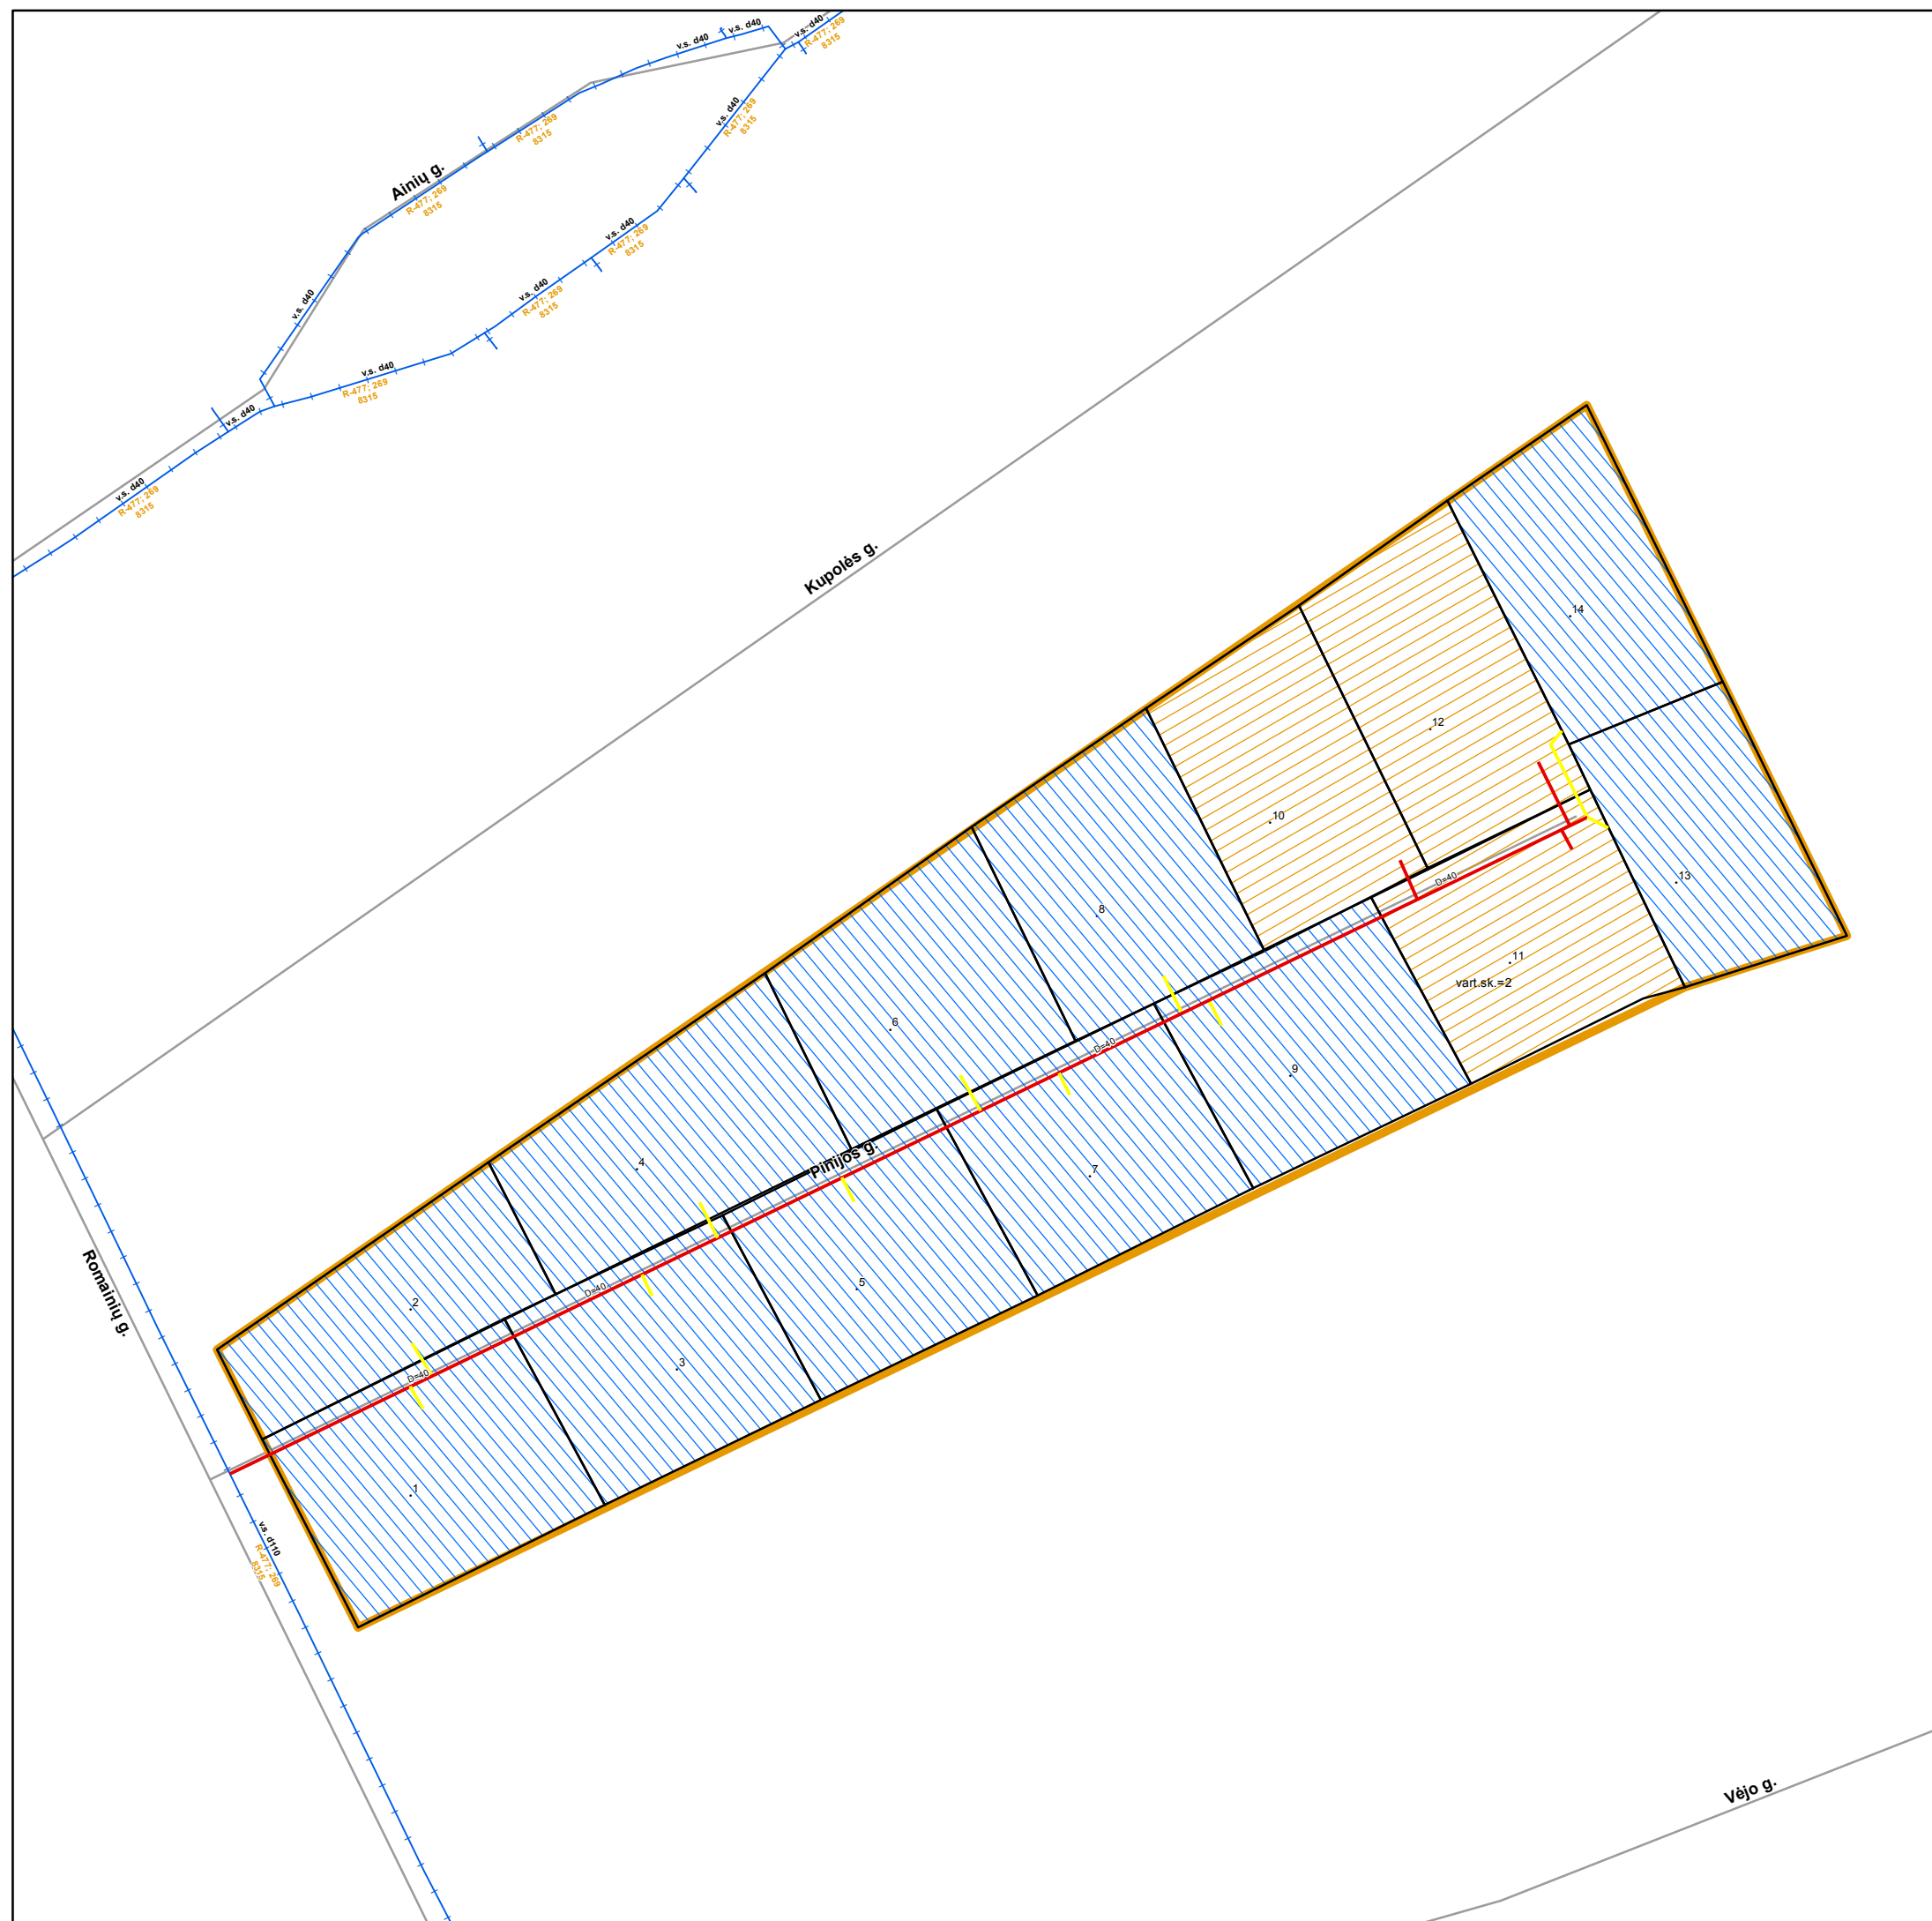 v.s. d40
v.s. d40
v.s. d40
R-477; 269
8315
v.s. d40
R-477; 269
8315
R-477; 269
8315
Ainių g.
R-477; 269
8315
v.s. d40
R-477; 269
8315
v.s. d40
v.s. d40
R-477; 269
8315
v.s. d40
R-477; 269
8315
v.s. d40
v.s. d40
R-477; 269
8315
Kupolės g.
14
12
10
D=40
13
8
11
vart.sk.=2
6
D=40
9
4
Pinijos g.
7
Romainių g.
2
D=40
5
3
D=40
1
v.s. d110
R-477; 269
8315
Vėjo g.